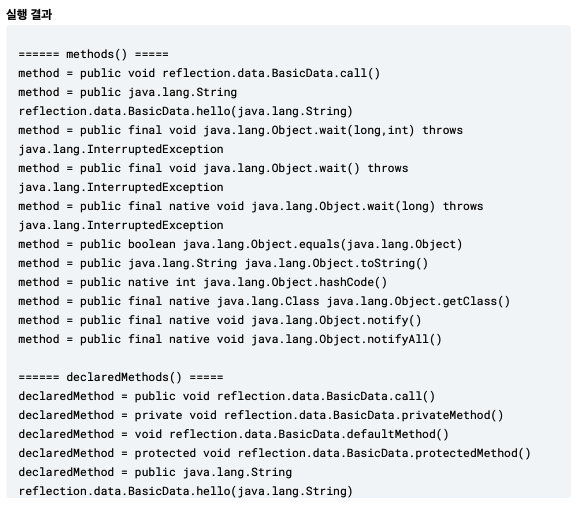 실행 결과
====== methods() =====
method = public void reflection.data.BasicData.call()
method = public java.lang.String
reflection.data.BasicData.hello(java.lang.String)
method = public final void java.lang.Object.wait(long,int) throws
java.lang.InterruptedException
method = public final void java.lang.Object.wait() throws
java.lang.InterruptedException
method = public final native void java.lang.Object.wait(long) throws
java.lang.InterruptedException
method = public boolean java.lang.Object.equals(java.lang.Object)
method = public java.lang.String java.lang.Object.toString()
method = public native int java.lang.Object.hashCode()
method = public final native java.lang.Class java.lang.Object.getClass()
method = public final native void java.lang.Object.notify()
method = public final native void java.lang.Object.notifyAll()
====== declaredMethods() =====
declaredMethod = public void reflection.data.BasicData.call()
declaredMethod = private void reflection.data.BasicData.privateMethod()
declaredMethod = void reflection.data.BasicData.defaultMethod()
declaredMethod = protected void reflection.data.BasicData.protectedMethod()
declaredMethod = public java.lang.String
reflection.data.BasicData.hello(java.lang.String)